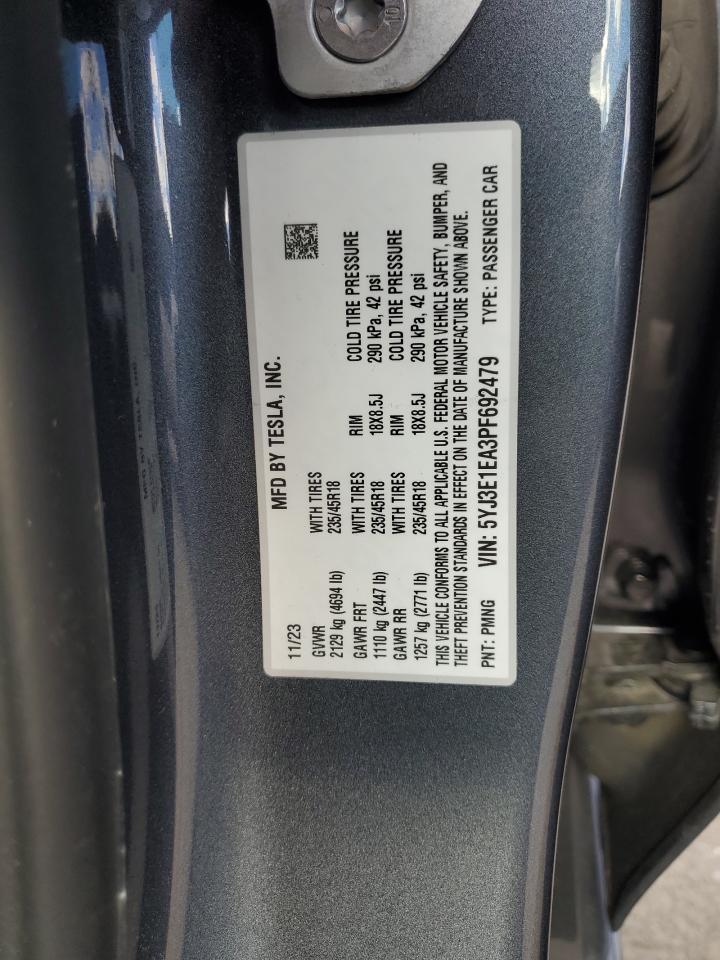 MFD BY TESLA, INC.
11/23
GVWR WITH TIRES
2129 kg (4694 lb) 235/45R18
GAWR FRT WITH TIRES RIM COLD TIRE PRESSURE
1110 kg (2447 lb) 235/45R18 18X8.5J 290 kPa, 42 psi
GAWR RR WITH TIRES RIM COLD TIRE PRESSURE
1257 kg (2771 lb) 235/45R18 18X8.5J 290 kPa, 42 psi
THIS VEHICLE CONFORMS TO ALL APPLICABLE U.S. FEDERAL MOTOR VEHICLE SAFETY, BUMPER, AND
THEFT PREVENTION STANDARDS IN EFFECT ON THE DATE OF MANUFACTURE SHOWN ABOVE.
PNT: PMNG VIN: 5YJ3E1EA3PF692479 TYPE: PASSENGER CAR
10